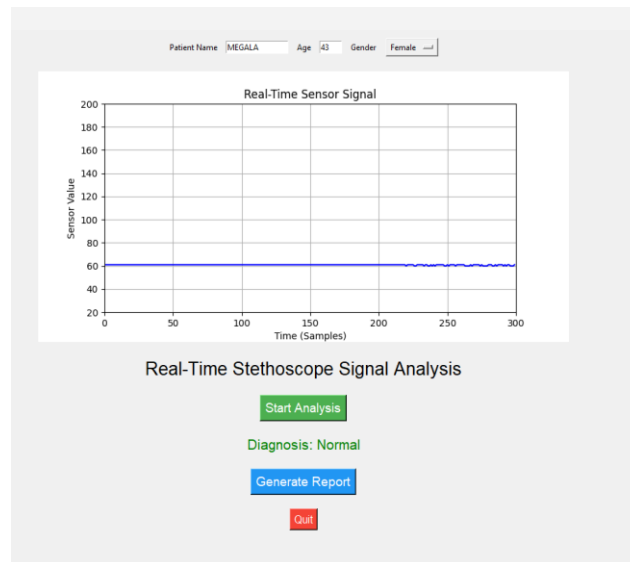 Patient Name MEGALA Age 43 Gender Female
Real-Time Sensor Signal
200
180
160
140
120
100
80
60
40
20
Sensor Value
0 50 100 150 200 250 300
Time (Samples)
Real-Time Stethoscope Signal Analysis
Start Analysis
Diagnosis: Normal
Generate Report
Quit